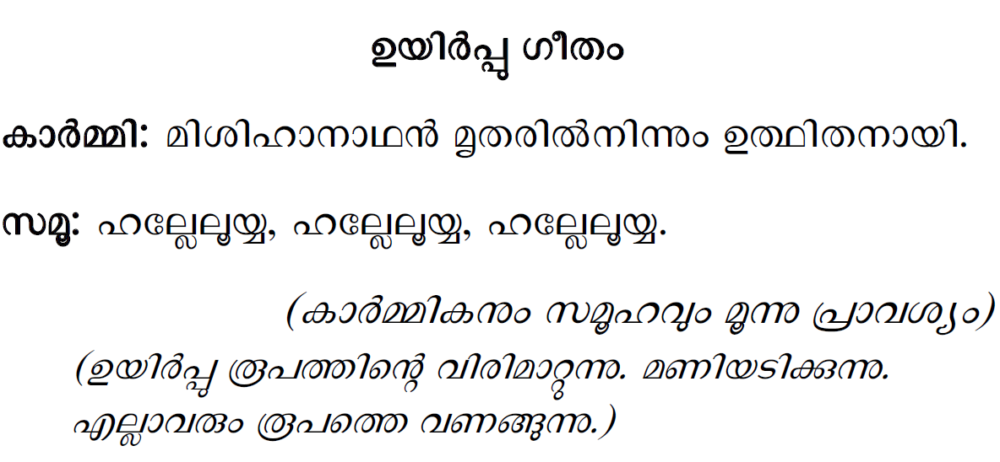 ഉയിർപ്പു ഗീതം
കാർമ്മി: മിശിഹാനാഥൻ മൃതരിൽനിന്നും ഉത്ഥിതനായി.
സമൂ: ഹല്ലേലൂയ്യ, ഹല്ലേലൂയ്യ, ഹല്ലേലൂയ്യ.
(കാർമ്മികനും സമൂഹവും മൂന്നു പ്രാവശ്യം)
(ഉയിർപ്പു രൂപത്തിന്റെ വിരിമാറ്റുന്നു. മണിയടിക്കുന്നു.
എല്ലാവരും രൂപത്തെ വണങ്ങുന്നു.)